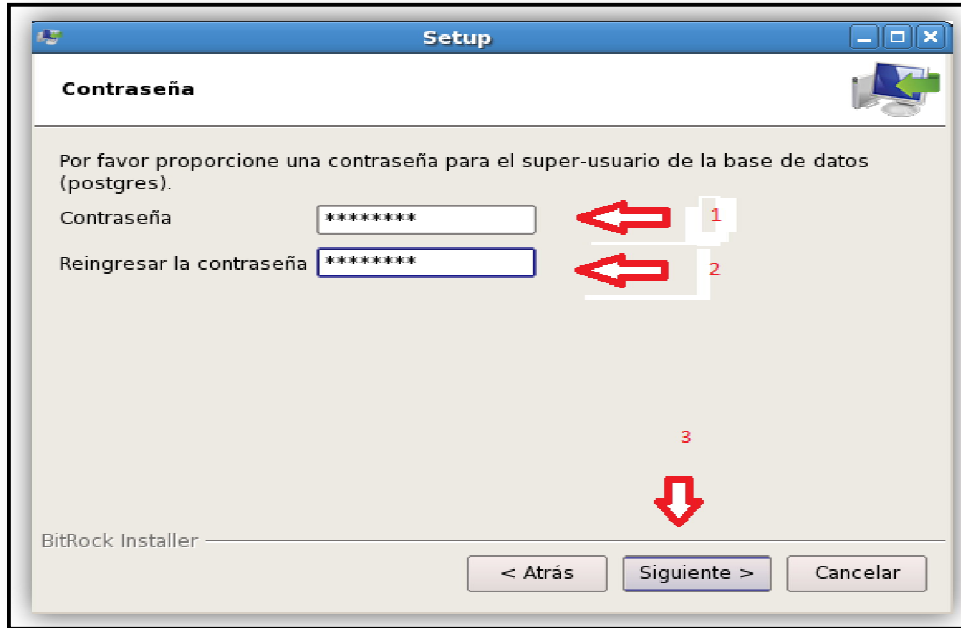 Setup
Contraseña
Por favor proporcione una contraseña para el super-usuario de la base de datos
(postgres).
Contraseña ******** 1
Reingresar la contraseña ******** 2
3
BitRock Installer
< Atrás Siguiente > Cancelar